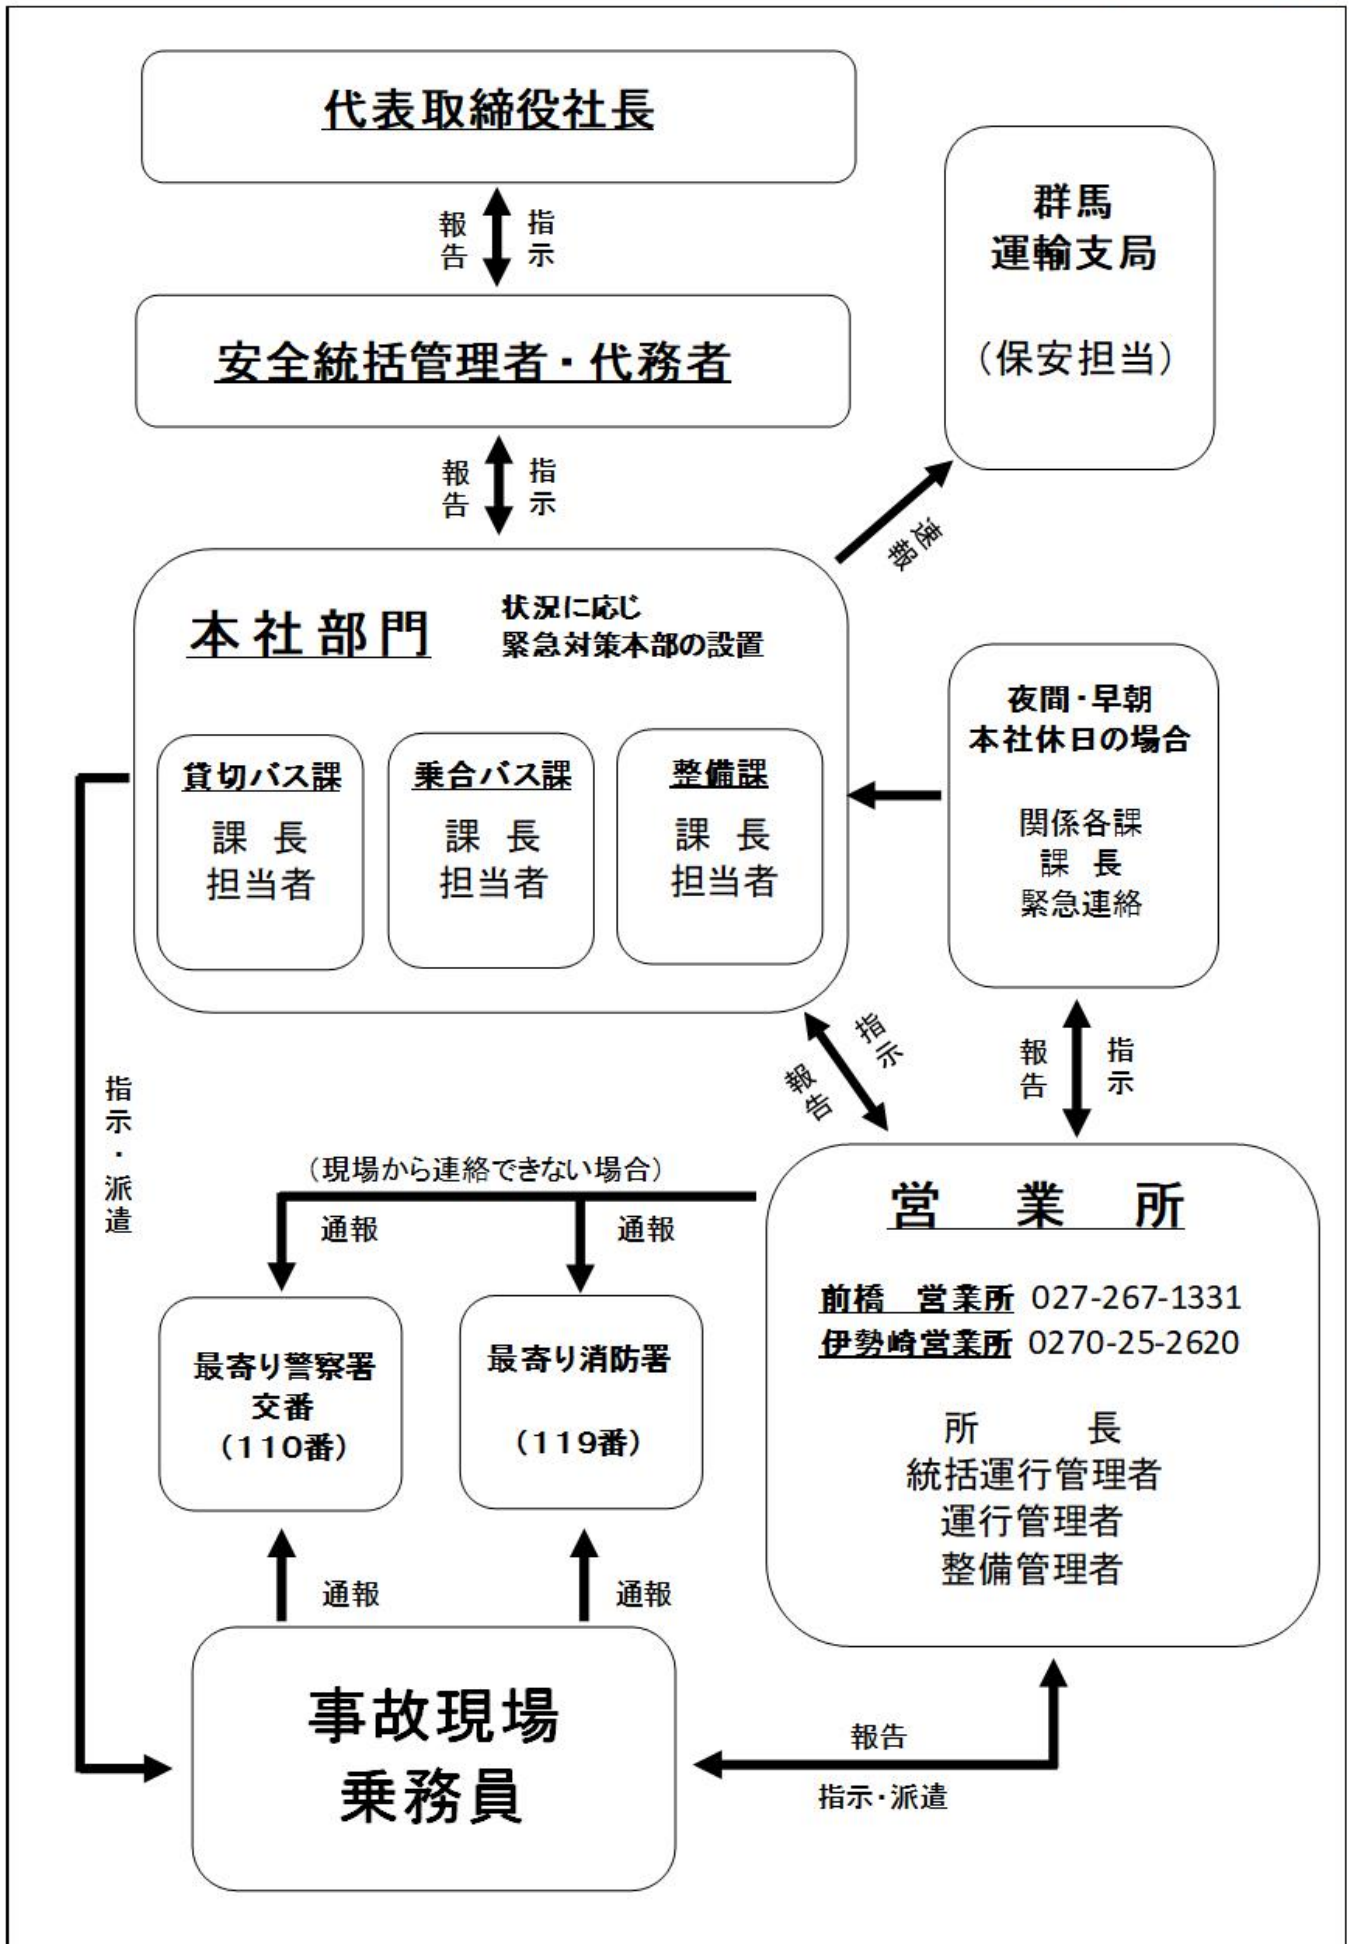 代表取締役社長
報告
指示
安全統括管理者・代務者
報告
指示
群馬
運輸支局
（保安担当）
速報
本社部門
状況に応じ
緊急対策本部の設置
貸切バス課
課 長
担当者
乗合バス課
課 長
担当者
整備課
課 長
担当者
夜間・早朝
本社休日の場合
関係各課
課 長
緊急連絡
指示
報告
報告
指示
指示・派遣
（現場から連絡できない場合）
通報
通報
営 業 所
前橋 営業所 027-267-1331
伊勢崎営業所 0270-25-2620
所 長
統括運行管理者
運行管理者
整備管理者
最寄り警察署
交番
（110番）
最寄り消防署
（119番）
通報
通報
事故現場
乗務員
報告
指示・派遣